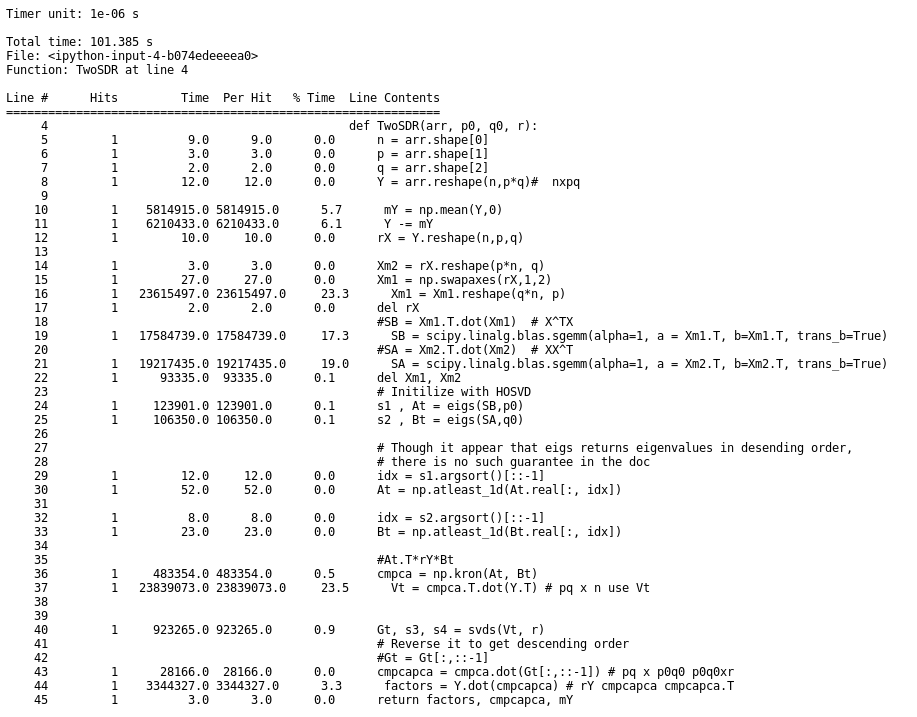 Timer unit: 1e-06 s

Total time: 101.385 s
File: <ipython-input-4-b074edeeeea0>
Function: TwoSDR at line 4

Line #      Hits         Time  Per Hit   % Time  Line Contents
==============================================================
     4                                           def TwoSDR(arr, p0, q0, r):
     5         1          9.0      9.0      0.0      n = arr.shape[0]
     6         1          3.0      3.0      0.0      p = arr.shape[1]
     7         1          2.0      2.0      0.0      q = arr.shape[2]
     8         1         12.0     12.0      0.0      Y = arr.reshape(n,p*q)#  nxpq
     9
    10         1    5814915.0 5814915.0      5.7      mY = np.mean(Y,0)
    11         1    6210433.0 6210433.0      6.1      Y -= mY
    12         1         10.0     10.0      0.0      rX = Y.reshape(n,p,q)
    13
    14         1          3.0      3.0      0.0      Xm2 = rX.reshape(p*n, q)
    15         1         27.0     27.0      0.0      Xm1 = np.swapaxes(rX,1,2)
    16         1   23615497.0 23615497.0     23.3      Xm1 = Xm1.reshape(q*n, p)
    17         1          2.0      2.0      0.0      del rX
    18                                               #SB = Xm1.T.dot(Xm1)  # X^TX
    19         1   17584739.0 17584739.0     17.3      SB = scipy.linalg.blas.sgemm(alpha=1, a = Xm1.T, b=Xm1.T, trans_b=True)
    20                                               #SA = Xm2.T.dot(Xm2)  # XX^T
    21         1   19217435.0 19217435.0     19.0      SA = scipy.linalg.blas.sgemm(alpha=1, a = Xm2.T, b=Xm2.T, trans_b=True)
    22         1      93335.0  93335.0      0.1      del Xm1, Xm2
    23                                               # Initilize with HOSVD
    24         1     123901.0 123901.0      0.1      s1 , At = eigs(SB,p0)
    25         1     106350.0 106350.0      0.1      s2 , Bt = eigs(SA,q0)
    26
    27                                               # Though it appear that eigs returns eigenvalues in desending order,
    28                                               # there is no such guarantee in the doc
    29         1         12.0     12.0      0.0      idx = s1.argsort()[::-1]
    30         1         52.0     52.0      0.0      At = np.atleast_1d(At.real[:, idx])
    31
    32         1          8.0      8.0      0.0      idx = s2.argsort()[::-1]
    33         1         23.0     23.0      0.0      Bt = np.atleast_1d(Bt.real[:, idx])
    34
    35                                               #At.T*rY*Bt
    36         1     483354.0 483354.0      0.5      cmpca = np.kron(At, Bt)
    37         1   23839073.0 23839073.0     23.5      Vt = cmpca.T.dot(Y.T) # pq x n use Vt
    38
    39
    40         1     923265.0 923265.0      0.9      Gt, s3, s4 = svds(Vt, r)
    41                                               # Reverse it to get descending order
    42                                               #Gt = Gt[:,::-1]
    43         1      28166.0  28166.0      0.0      cmpcapca = cmpca.dot(Gt[:,::-1]) # pq x p0q0 p0q0xr
    44         1    3344327.0 3344327.0      3.3      factors = Y.dot(cmpcapca) # rY cmpcapca cmpcapca.T
    45         1          3.0      3.0      0.0      return factors, cmpcapca, mY